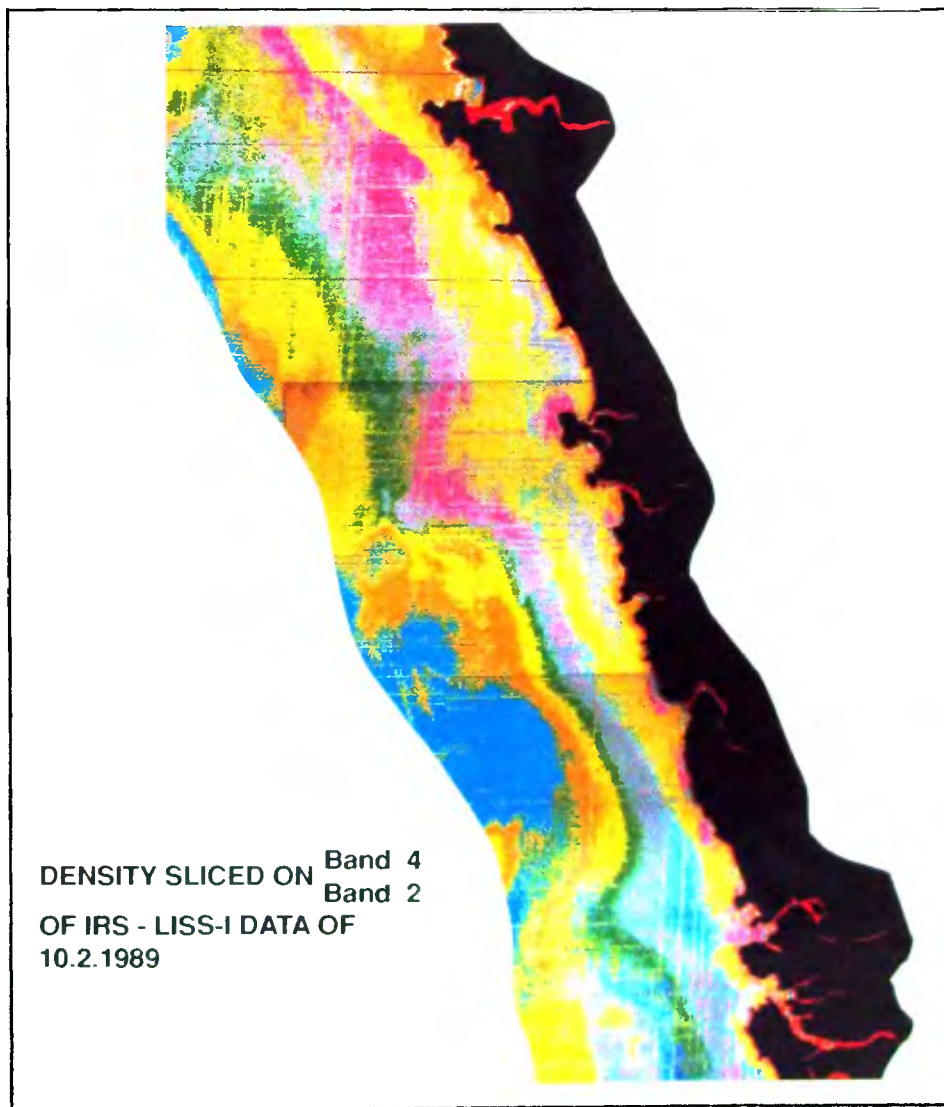 DENSITY SLICED ON Band 4
Band 2
OF IRS - LISS-I DATA OF
10.2.1989